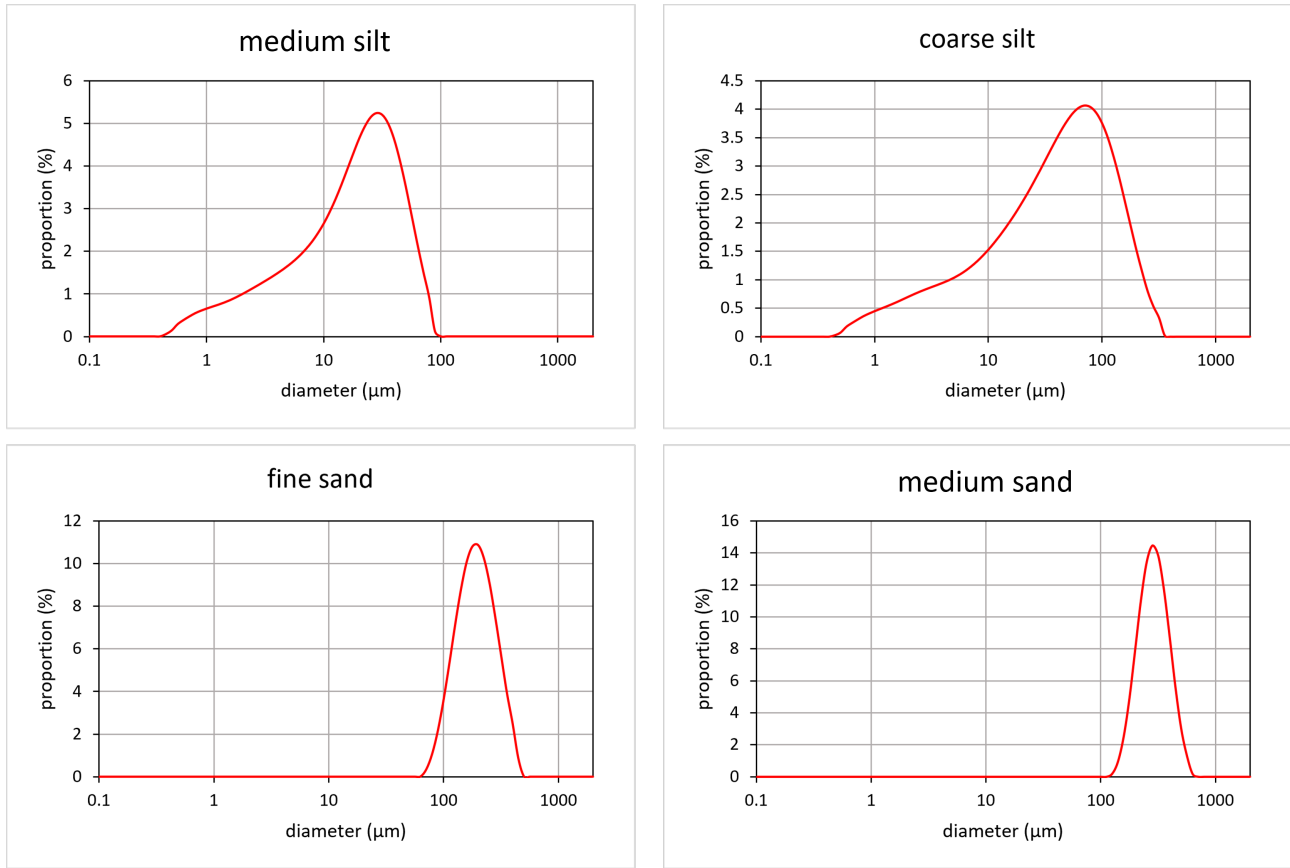 medium silt
6
5
4
3
2
1
0
proportion (%)
0.1 1 10 100 1000
diameter (µm)
coarse silt
4.5
4
3.5
3
2.5
2
1.5
1
0.5
0
proportion (%)
0.1 1 10 100 1000
diameter (µm)
fine sand
12
10
8
6
4
2
0
proportion (%)
0.1 1 10 100 1000
diameter (µm)
medium sand
16
14
12
10
8
6
4
2
0
proportion (%)
0.1 1 10 100 1000
diameter (µm)